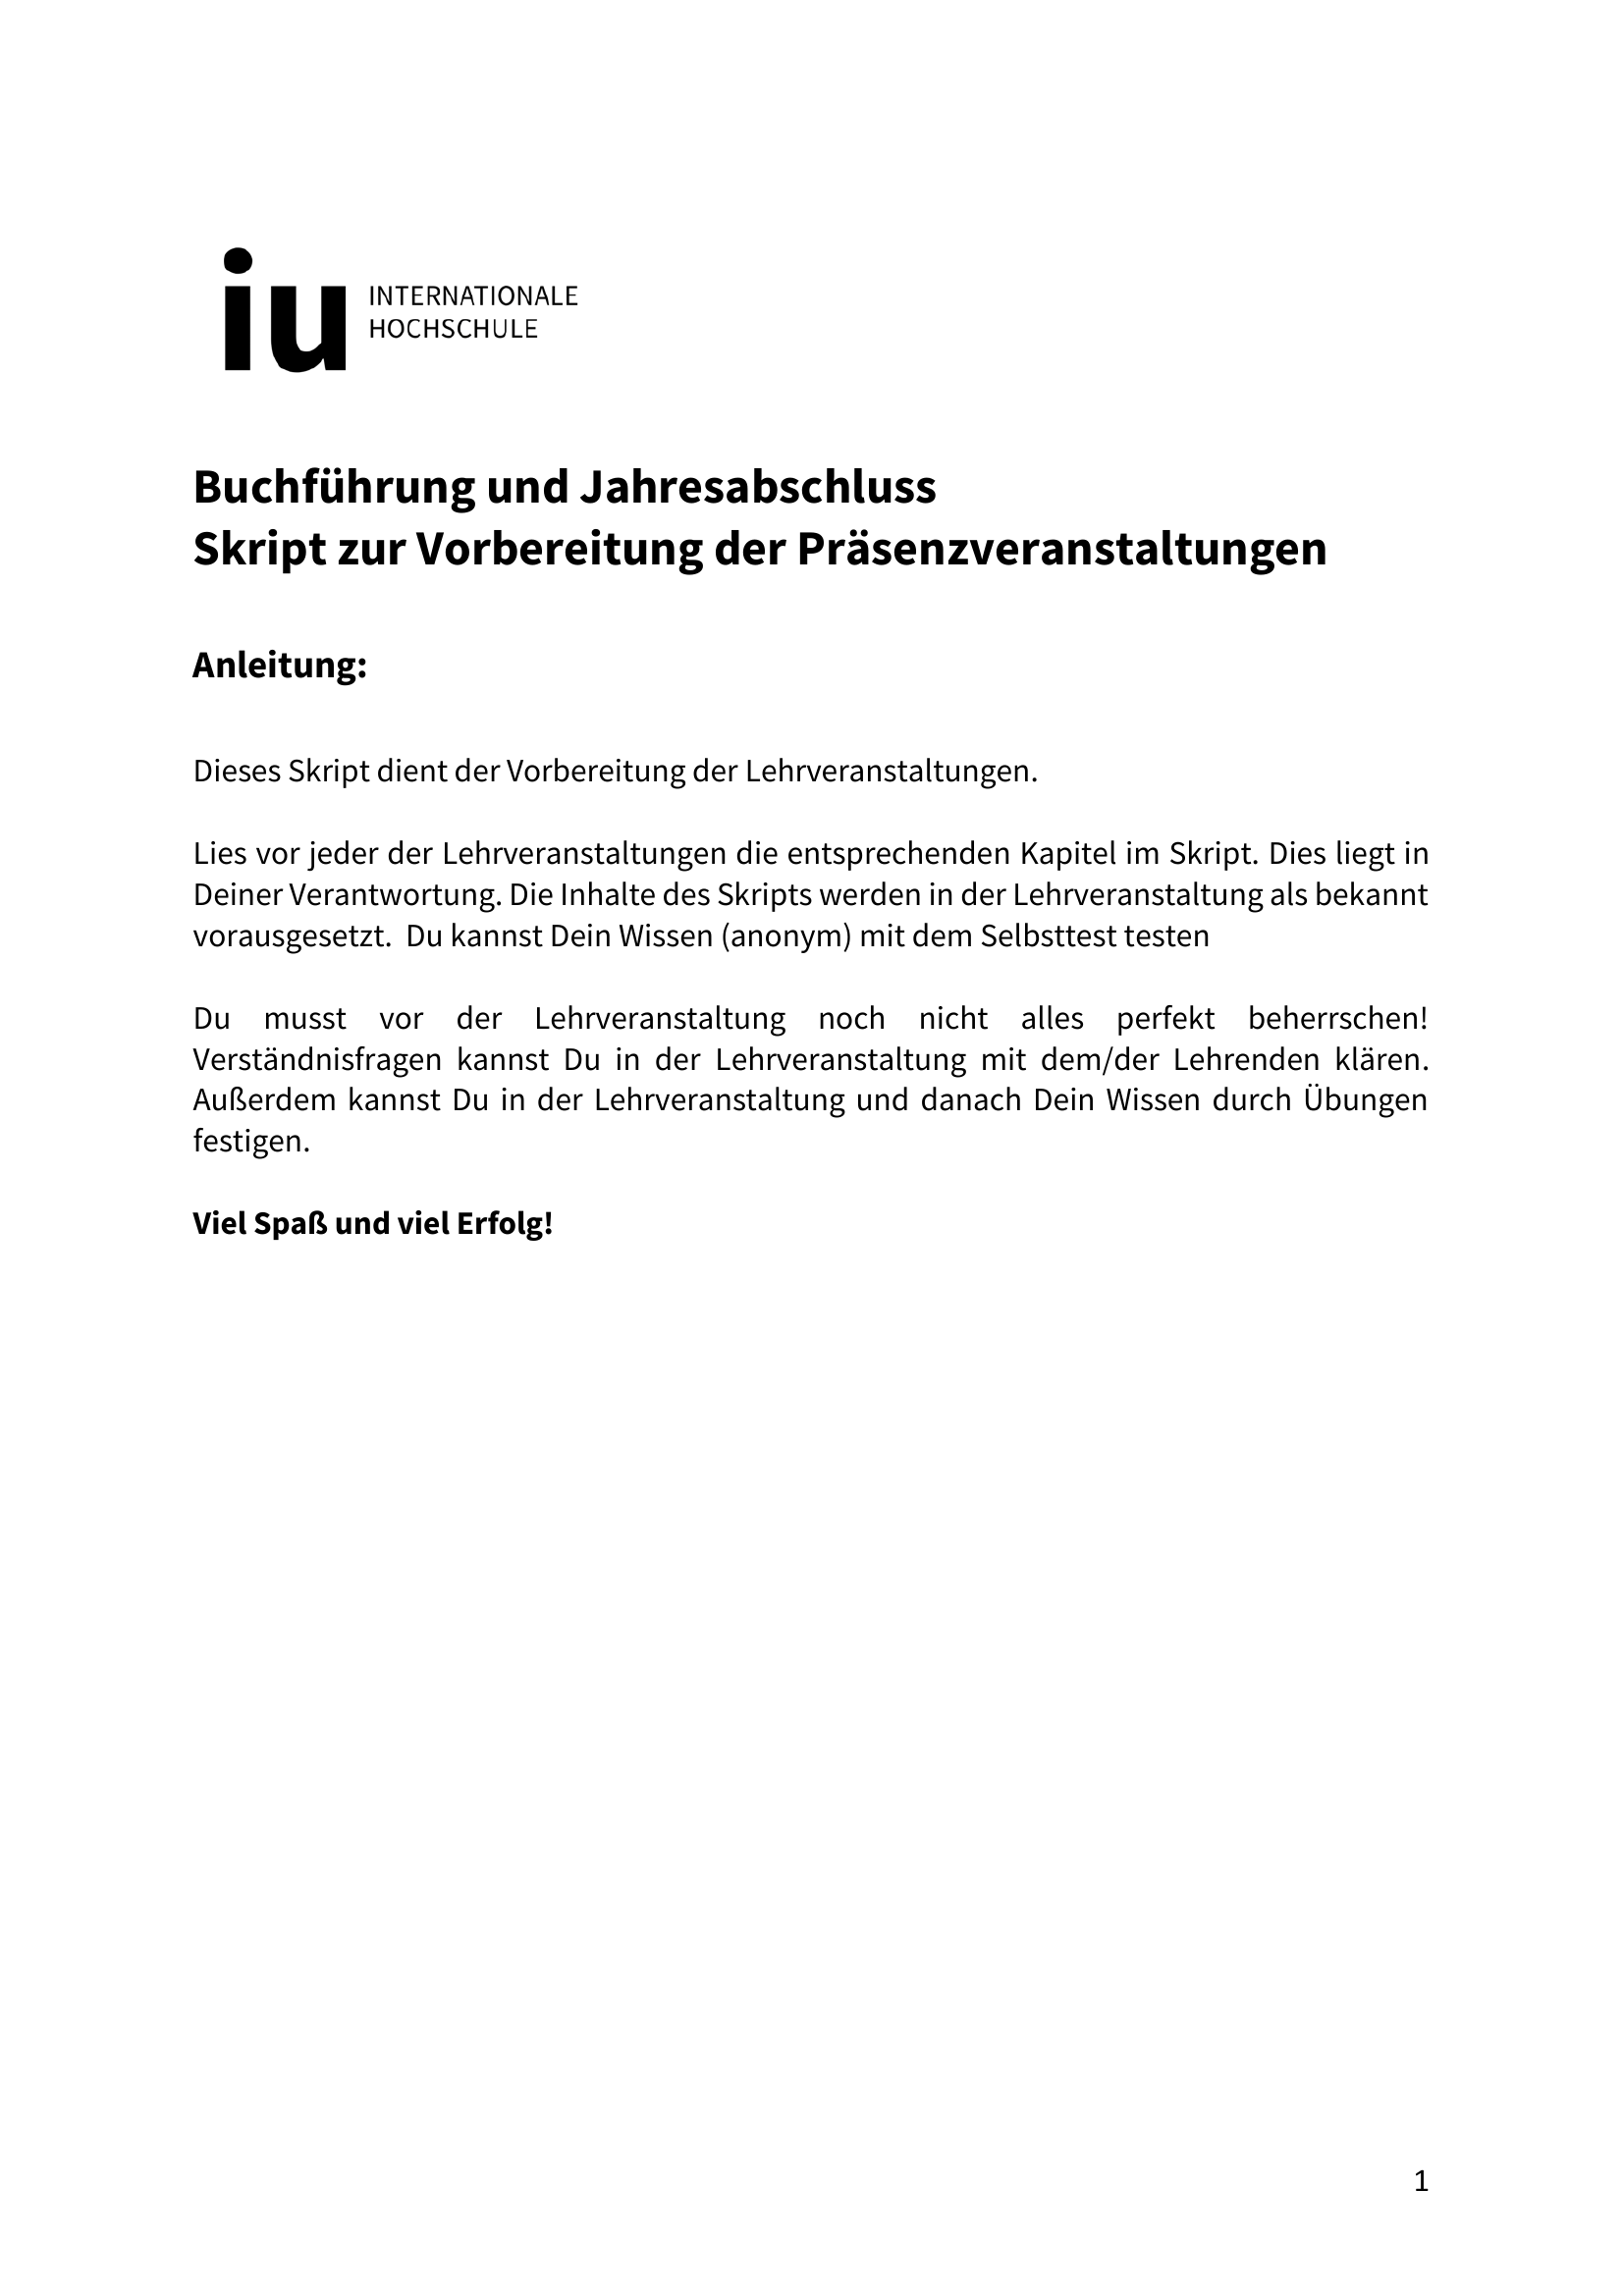 iu INTERNATIONALE
HOCHSCHULE
Buchführung und Jahresabschluss
Skript zur Vorbereitung der Präsenzveranstaltungen
Anleitung:
Dieses Skript dient der Vorbereitung der Lehrveranstaltungen.
Lies vor jeder der Lehrveranstaltungen die entsprechenden Kapitel im Skript. Dies liegt in
Deiner Verantwortung. Die Inhalte des Skripts werden in der Lehrveranstaltung als bekannt
vorausgesetzt.  Du kannst Dein Wissen (anonym) mit dem Selbsttest testen
Du musst vor der Lehrveranstaltung noch nicht alles perfekt beherrschen!
Verständnisfragen kannst Du in der Lehrveranstaltung mit dem/der Lehrenden klären.
Außerdem kannst Du in der Lehrveranstaltung und danach Dein Wissen durch Übungen
festigen.
Viel Spaß und viel Erfolg!
1